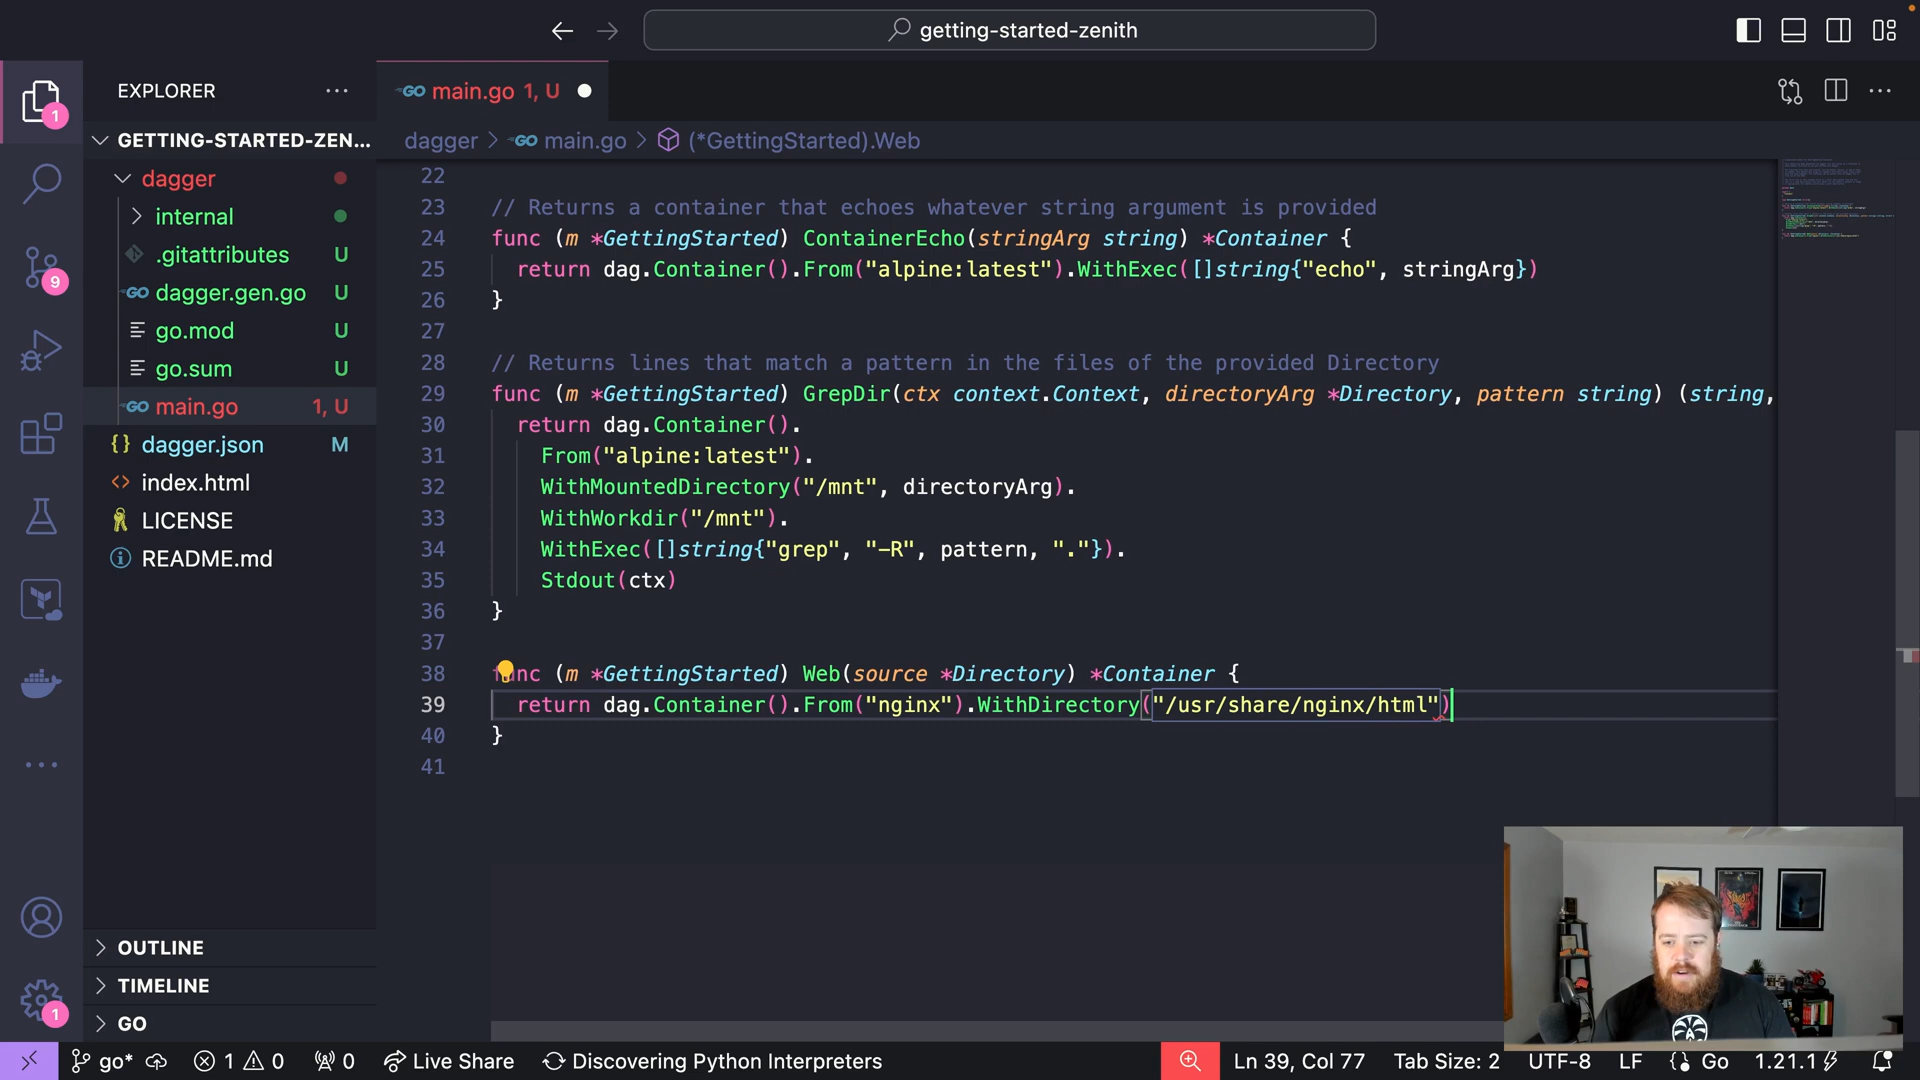 getting-started-zenith
EXPLORER
main.go 1, U
GETTING-STARTED-ZEN...
dagger > main.go > (*GettingStarted).Web
dagger
internal
.gitattributes U
dagger.gen.go U
go.mod U
go.sum U
main.go 1, U
dagger.json M
index.html
LICENSE
README.md
OUTLINE
TIMELINE
GO
1
9
1
22
23 // Returns a container that echoes whatever string argument is provided
24 func (m *GettingStarted) ContainerEcho(stringArg string) *Container {
25 return dag.Container().From("alpine:latest").WithExec([]string{"echo", stringArg})
26 }
27
28 // Returns lines that match a pattern in the files of the provided Directory
29 func (m *GettingStarted) GrepDir(ctx context.Context, directoryArg *Directory, pattern string) (string,
30 return dag.Container().
31 From("alpine:latest").
32 WithMountedDirectory("/mnt", directoryArg).
33 WithWorkdir("/mnt").
34 WithExec([]string{"grep", "-R", pattern, "."}).
35 Stdout(ctx)
36 }
37
38 func (m *GettingStarted) Web(source *Directory) *Container {
39 return dag.Container().From("nginx").WithDirectory("/usr/share/nginx/html")
40 }
41
go* 1 0 0 Live Share Discovering Python Interpreters Ln 39, Col 77 Tab Size: 2 UTF-8 LF Go 1.21.1